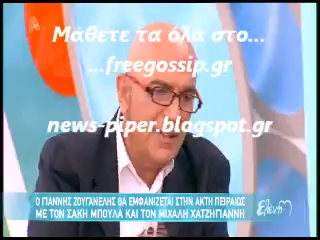 Μάθετε τα όλα στο...
...freegossip.gr
news-piper.blogspot.gr
Ο ΓΙΑΝΝΗΣ ΖΟΥΓΑΝΕΛΗΣ ΘΑ ΕΜΦΑΝΙΖΕΤΑΙ ΣΤΗΝ ΑΚΤΗ ΠΕΙΡΑΙΩΣ
ΜΕ ΤΟΝ ΣΑΚΗ ΜΠΟΥΛΑ ΚΑΙ ΤΟΝ ΜΙΧΑΛΗ ΧΑΤΖΗΓΙΑΝΝΗ
Ελένη